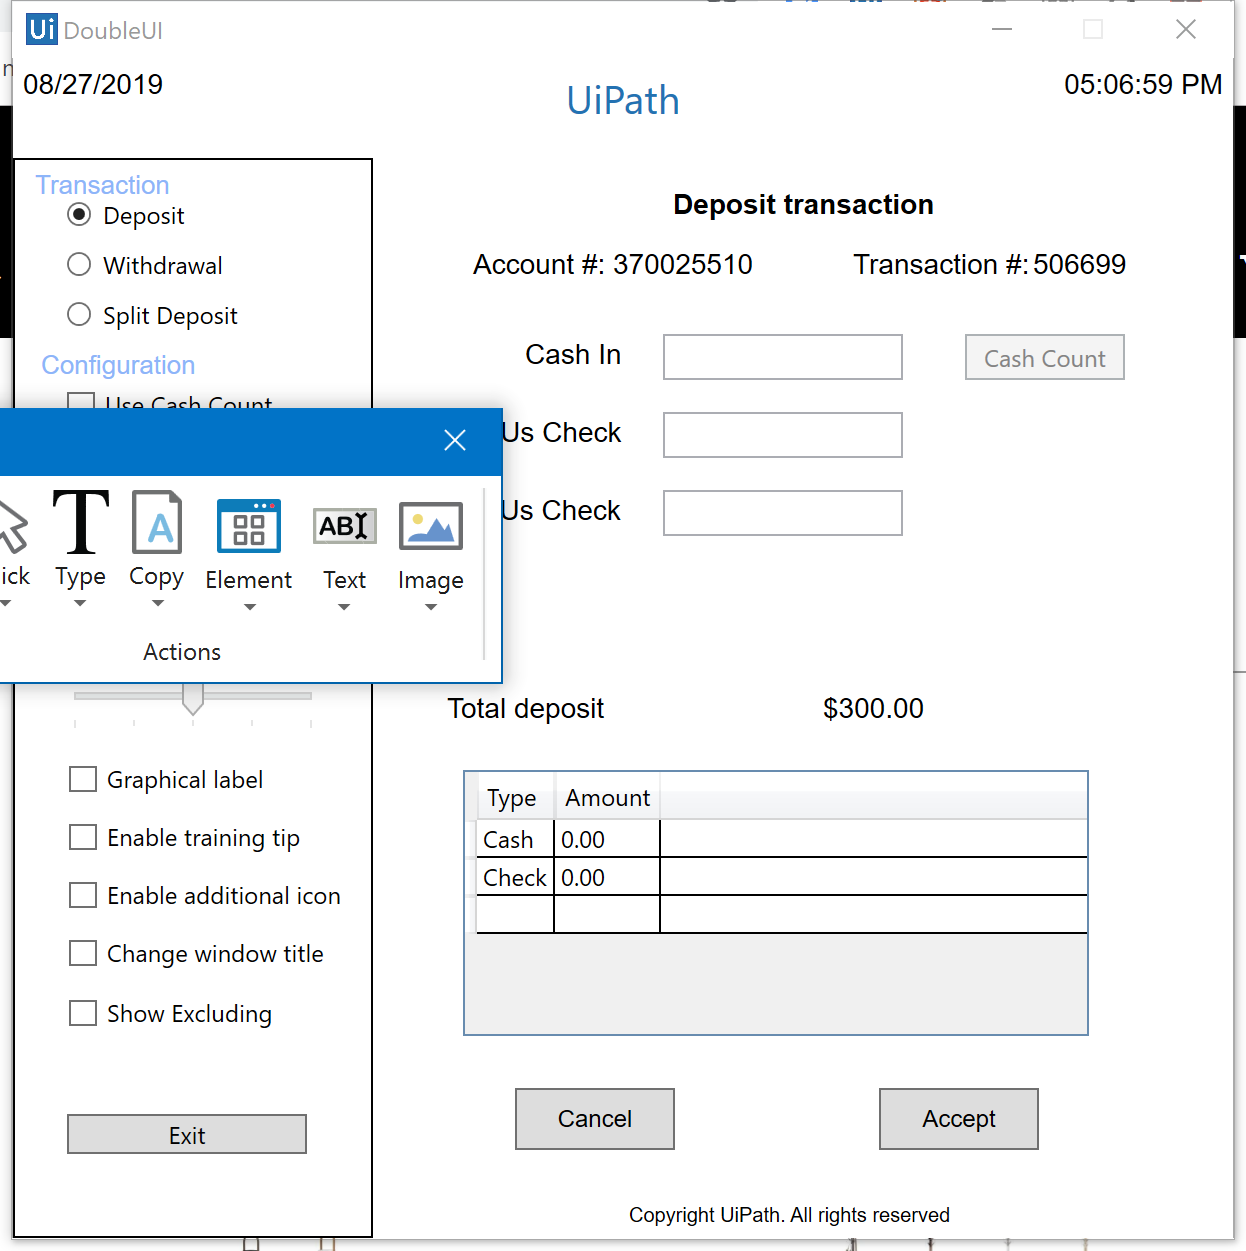 Ui DoubleUI
08/27/2019
05:06:59 PM
UiPath
Transaction
Deposit
Withdrawal
Split Deposit
Configuration
Use Cash Count
Deposit transaction
Account #: 370025510
Transaction #: 506699
Cash In
Cash Count
Us Check
Us Check
ick
Type
Copy
Element
ABI
Text
Image
Actions
Total deposit
$300.00
Graphical label
Enable training tip
Enable additional icon
Change window title
Show Excluding
Exit
Type Amount
Cash 0.00
Check 0.00
Cancel
Accept
Copyright UiPath. All rights reserved